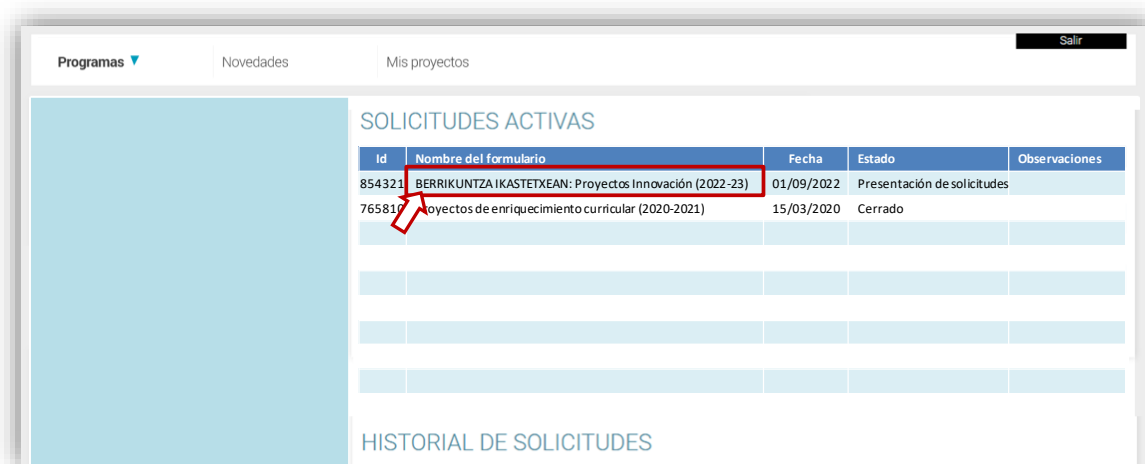 Salir
Programas Novedades Mis proyectos
SOLICITUDES ACTIVAS
Id Nombre del formulario Fecha Estado Observaciones
854321 BERRIKUNTZA IKASTETXEAN: Proyectos Innovación (2022-23) 01/09/2022 Presentación de solicitudes
765810 royectos de enriquecimiento curricular (2020-2021) 15/03/2020 Cerrado
HISTORIAL DE SOLICITUDES